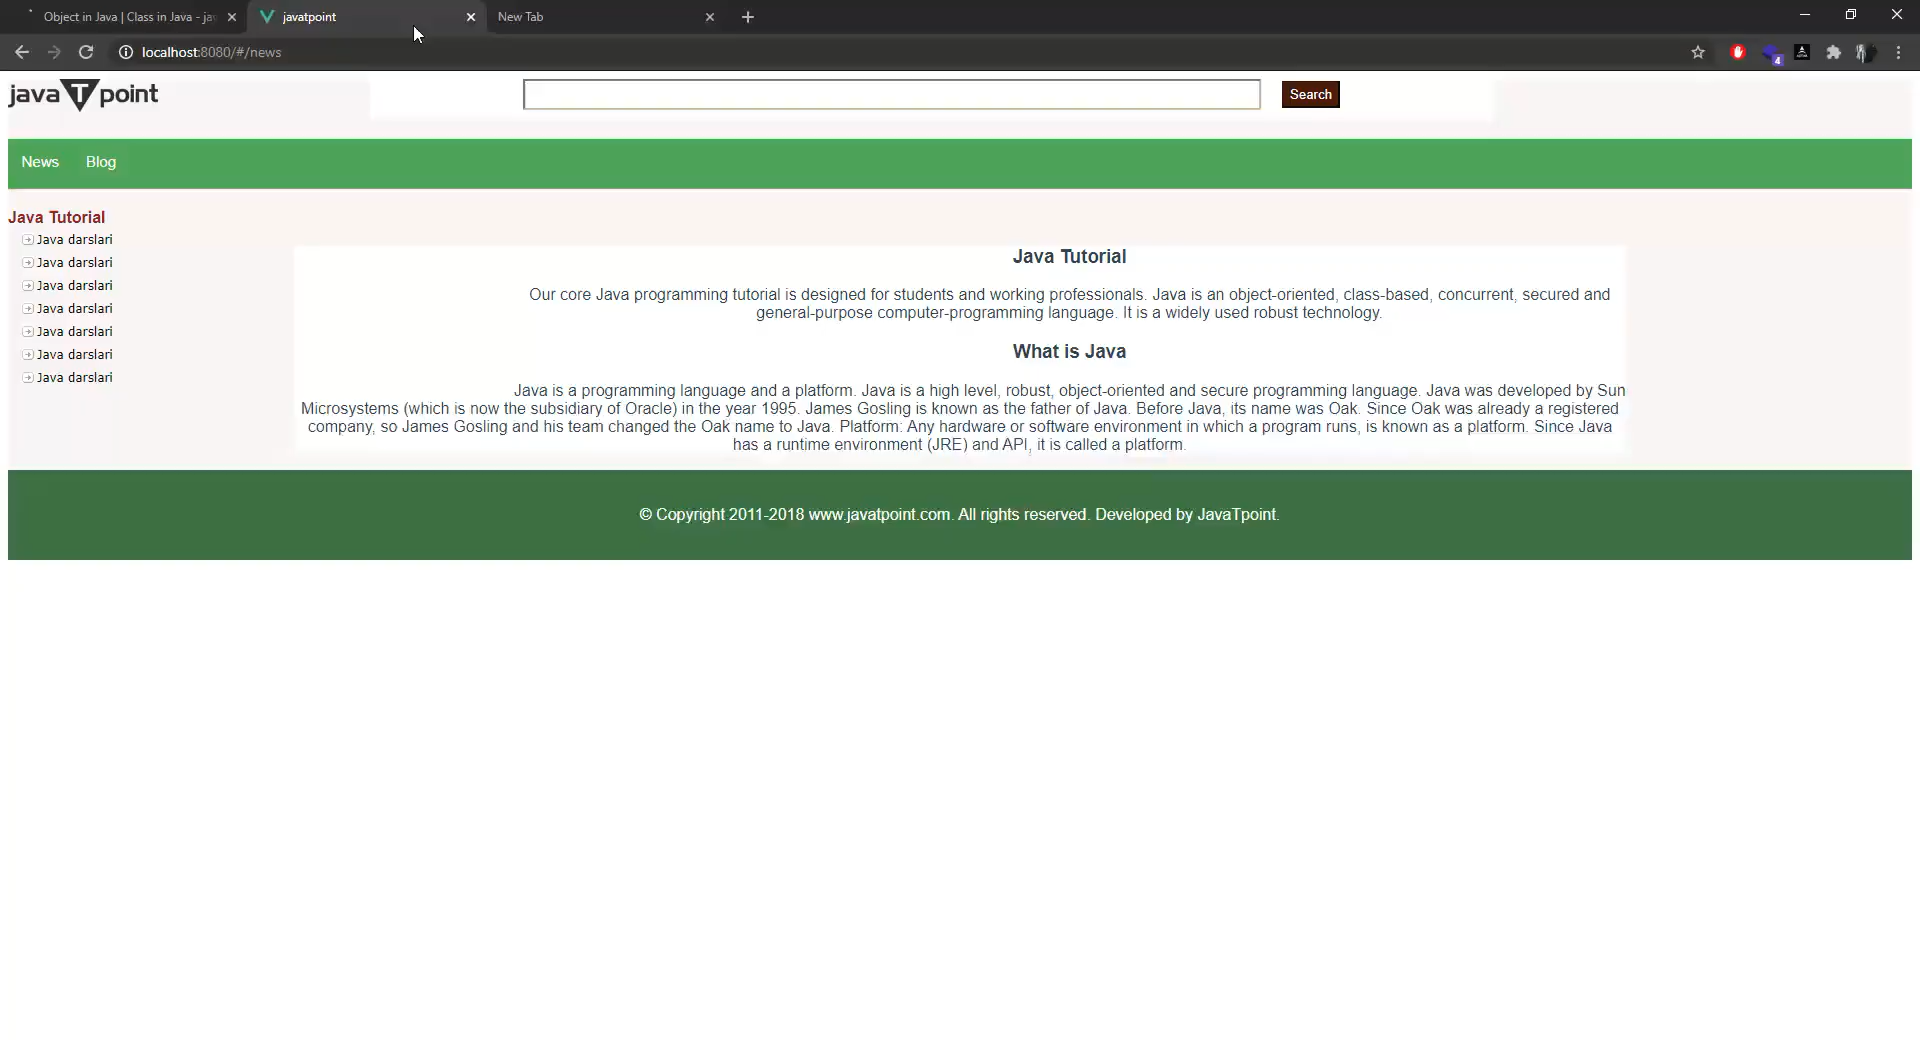 Object in Java | Class in Java - jav
javatpoint
New Tab
localhost:8080/#/news
4
javaTpoint
Search
News
Blog
Java Tutorial
Java darslari
Java darslari
Java darslari
Java darslari
Java darslari
Java darslari
Java darslari
Java Tutorial
Our core Java programming tutorial is designed for students and working professionals. Java is an object-oriented, class-based, concurrent, secured and
general-purpose computer-programming language. It is a widely used robust technology.
What is Java
Java is a programming language and a platform. Java is a high level, robust, object-oriented and secure programming language. Java was developed by Sun
Microsystems (which is now the subsidiary of Oracle) in the year 1995. James Gosling is known as the father of Java. Before Java, its name was Oak. Since Oak was already a registered
company, so James Gosling and his team changed the Oak name to Java. Platform: Any hardware or software environment in which a program runs, is known as a platform. Since Java
has a runtime environment (JRE) and API, it is called a platform.
© Copyright 2011-2018 www.javatpoint.com. All rights reserved. Developed by JavaTpoint.